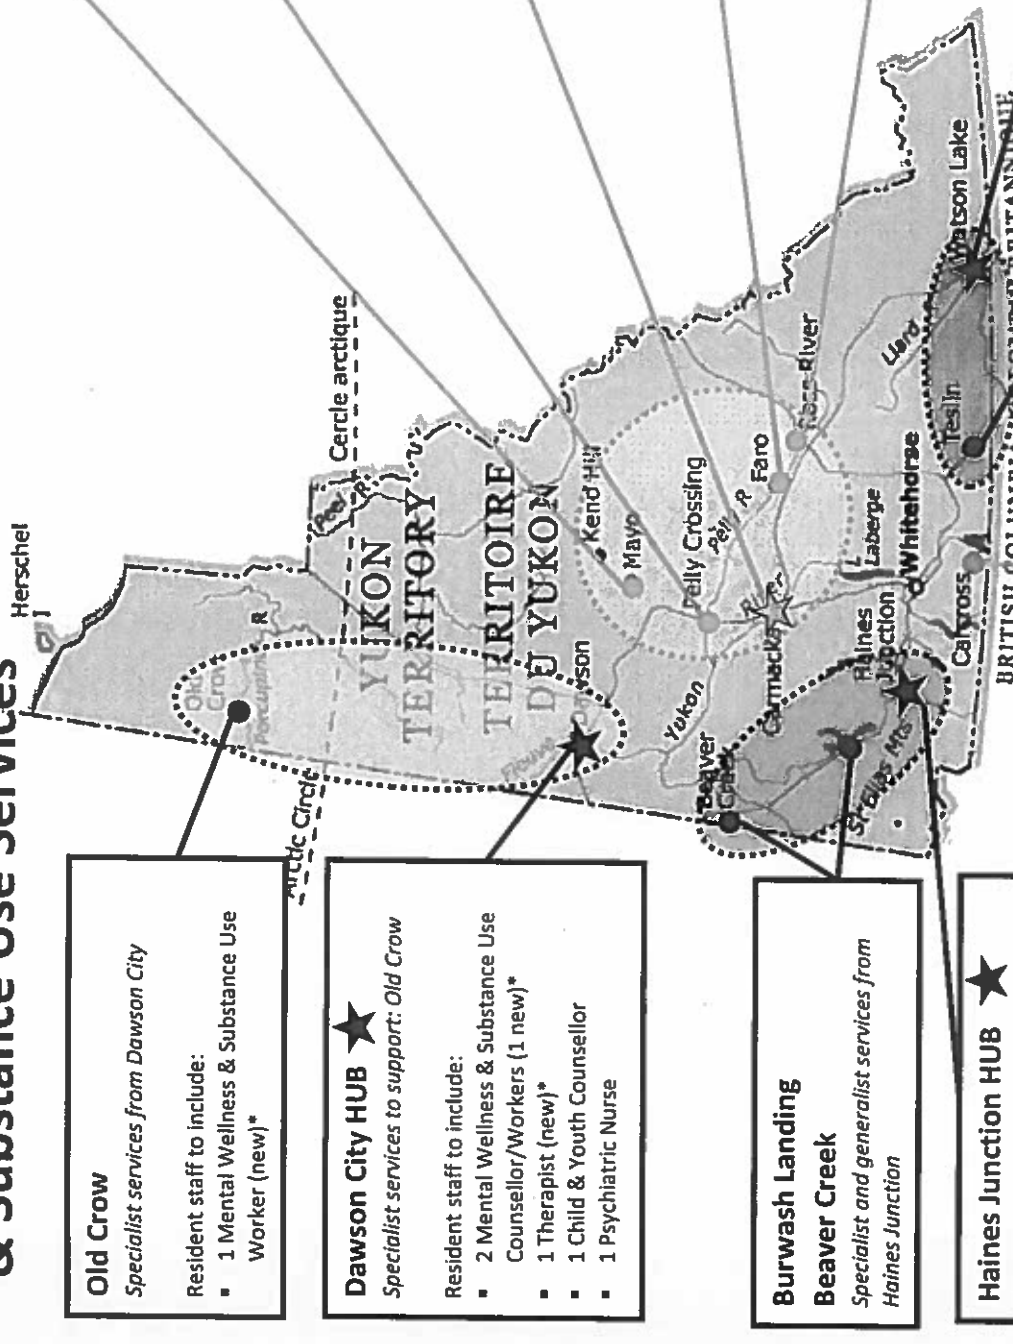 & Substance Use Services
Old Crow
Specialist services from Dawson City
Resident staff to include:
▪ 1 Mental Wellness & Substance Use
Worker (new)*
Dawson City HUB
Specialist services to support: Old Crow
Resident staff to include:
▪ 2 Mental Wellness & Substance Use
Counsellor/Workers (1 new)*
▪ 1 Therapist (new)*
▪ 1 Child & Youth Counsellor
▪ 1 Psychiatric Nurse
Burwash Landing
Beaver Creek
Specialist and generalist services from
Haines Junction
Haines Junction HUB
Herschel
I
Cercle arctique
Arctic Circle
Peel
R
Old
Crow
Porcupine
R
YUKON
TERRITORY
TERRITOIRE
DU YUKON
Dawson
Keno Hill
Mayo
Pelly Crossing
Pelly R
Faro
Ross River
Yukon
River
Carmacks
Beaver
Creek
St Elias Mts
Haines
Junction
L
Laberge
Whitehorse
Carcross
Teslin
Liard
Watson Lake